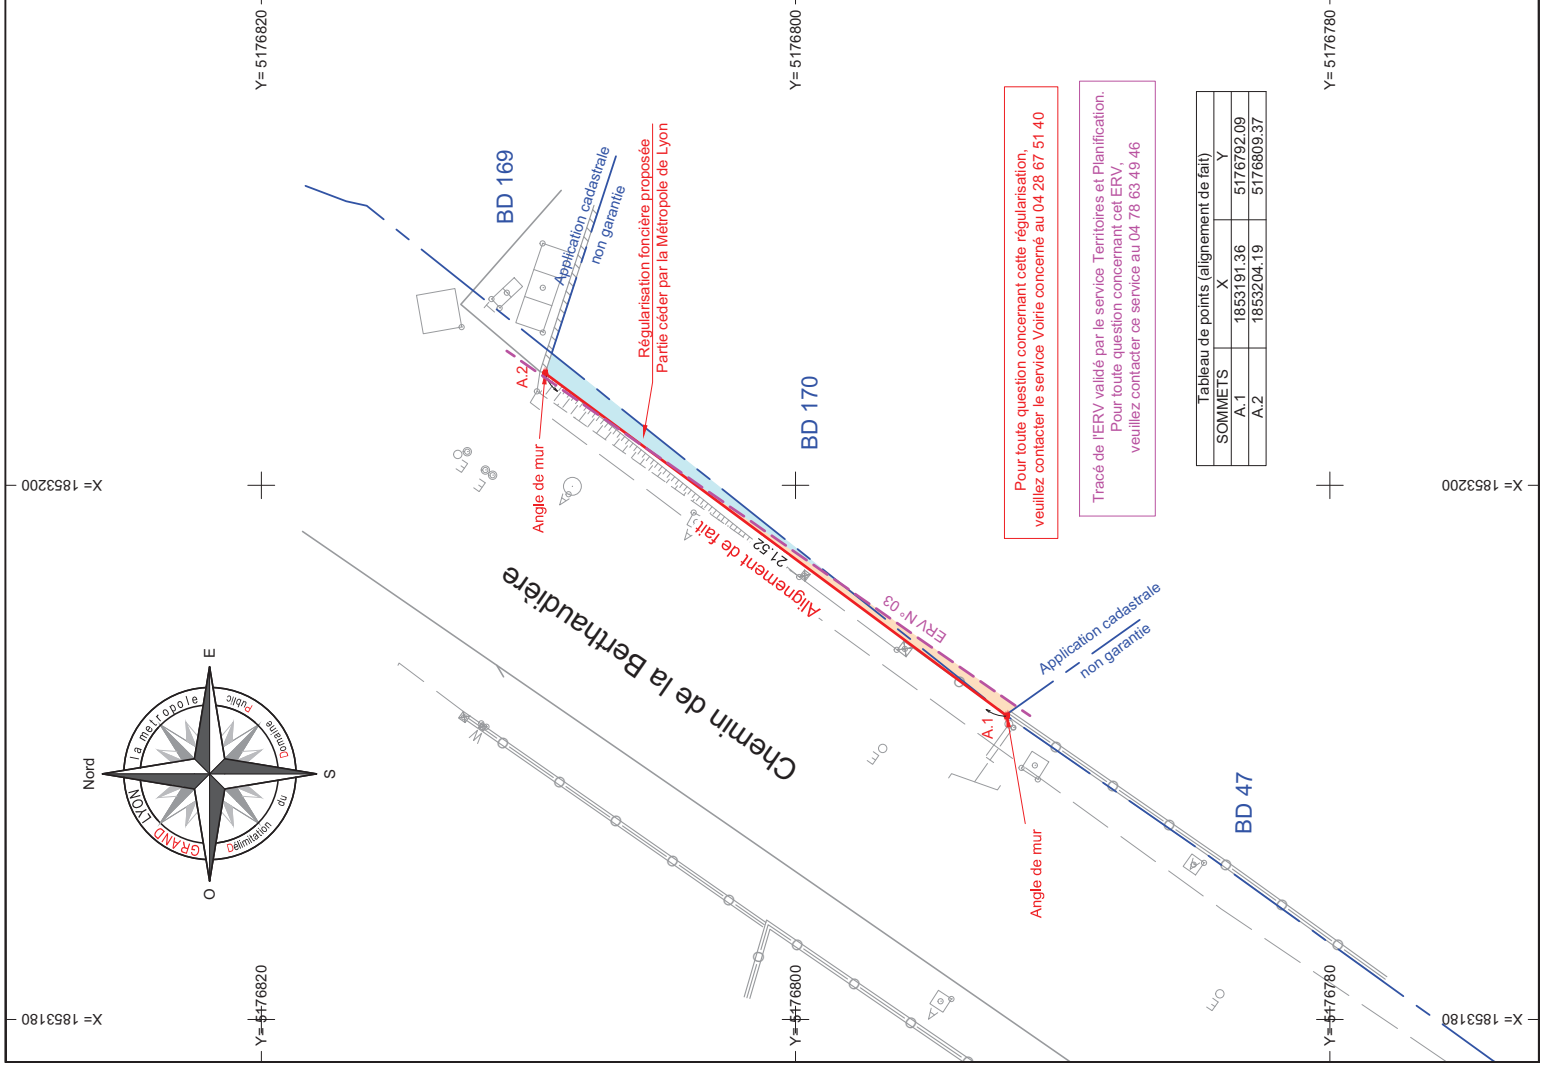 Y= 5176820
Y= 5176800
Y= 5176780
X= 1853200
X= 1853200
X= 1853180
X= 1853180
Y= 5176820
Y= 5176800
Y= 5176780
Nord
E
S
O
la metropole
GRAND LYON
Délimitation
du
Domaine
Public
BD 169
Application cadastrale
non garantie
Régularisation foncière proposée
Partie céder par la Métropole de Lyon
A.2
Angle de mur
BD 170
Alignement de fait
21.52
Chemin de la Berthaudière
ERV N° 03
Application cadastrale
non garantie
A.1
Angle de mur
BD 47
Pour toute question concernant cette régularisation,
veuillez contacter le service Voirie concerné au 04 28 67 51 40
Tracé de l'ERV validé par le service Territoires et Planification.
Pour toute question concernant cet ERV,
veuillez contacter ce service au 04 78 63 49 46
Tableau de points (alignement de fait)
SOMMETS X Y
A.1 1853191.36 5176792.09
A.2 1853204.19 5176809.37